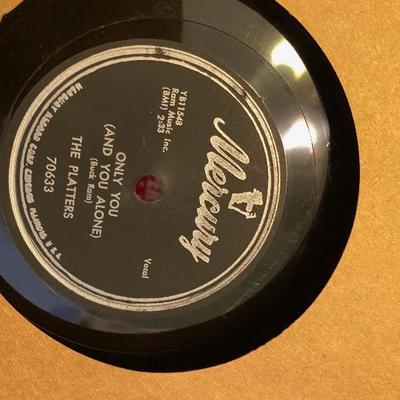 Mercury
YB11548
Ram Music Inc.
(BMI) 2:33
Vocal
ONLY YOU
(AND YOU ALONE)
(Buck Ram)
THE PLATTERS
70633
MERCURY RECORD CORP., CHICAGO, ILLINOIS U.S.A.